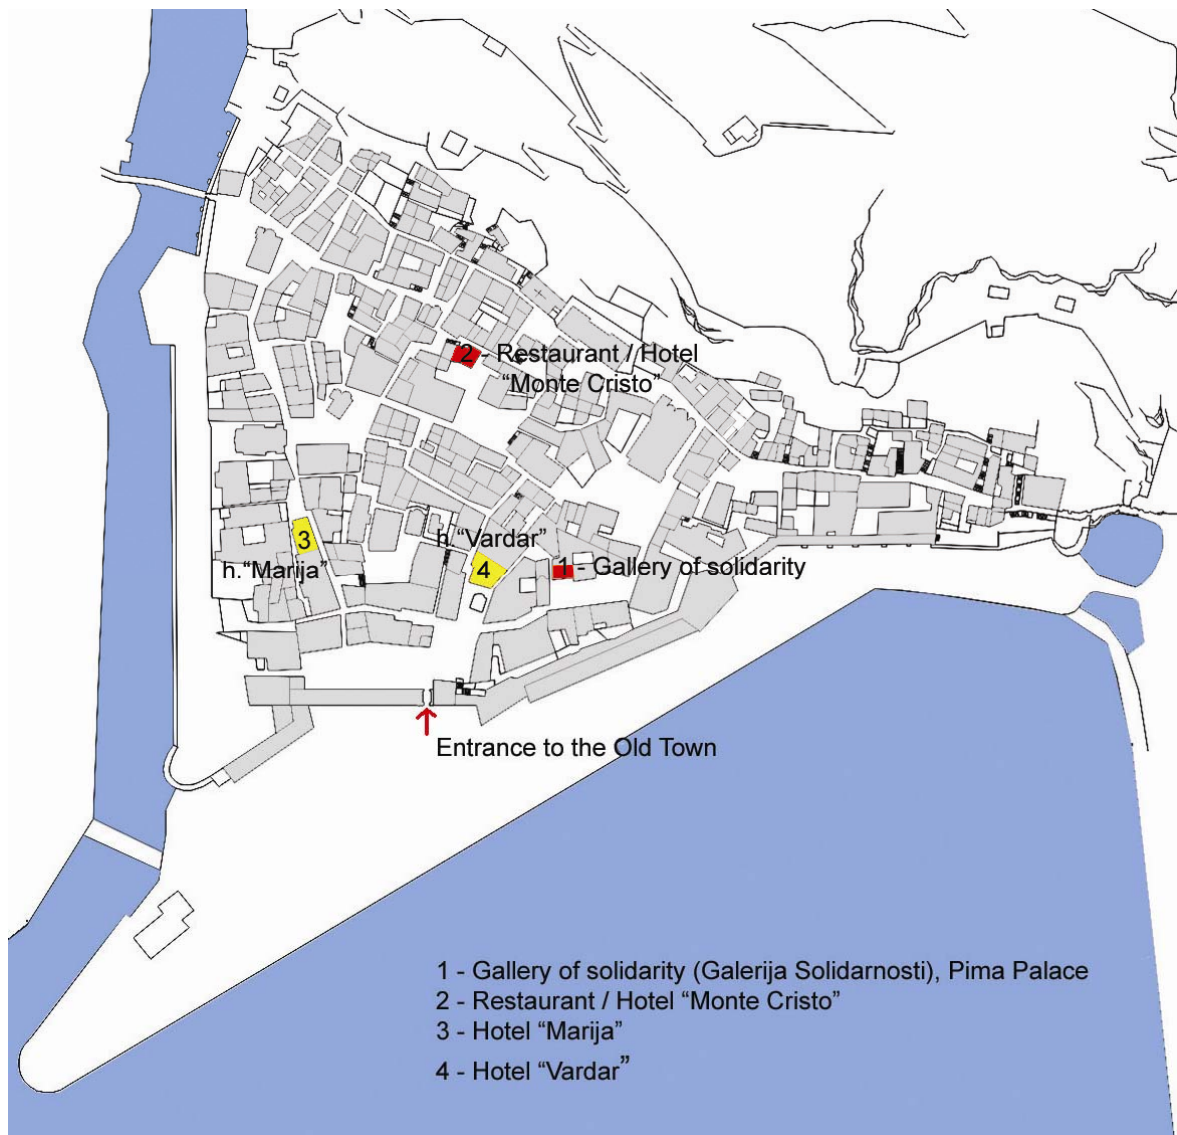 2 - Restaurant / Hotel
“Monte Cristo”
3
h.“Marija”
h.“Vardar”
4
1 - Gallery of solidarity
Entrance to the Old Town
1 - Gallery of solidarity (Galerija Solidarnosti), Pima Palace
2 - Restaurant / Hotel “Monte Cristo”
3 - Hotel “Marija”
4 - Hotel “Vardar”